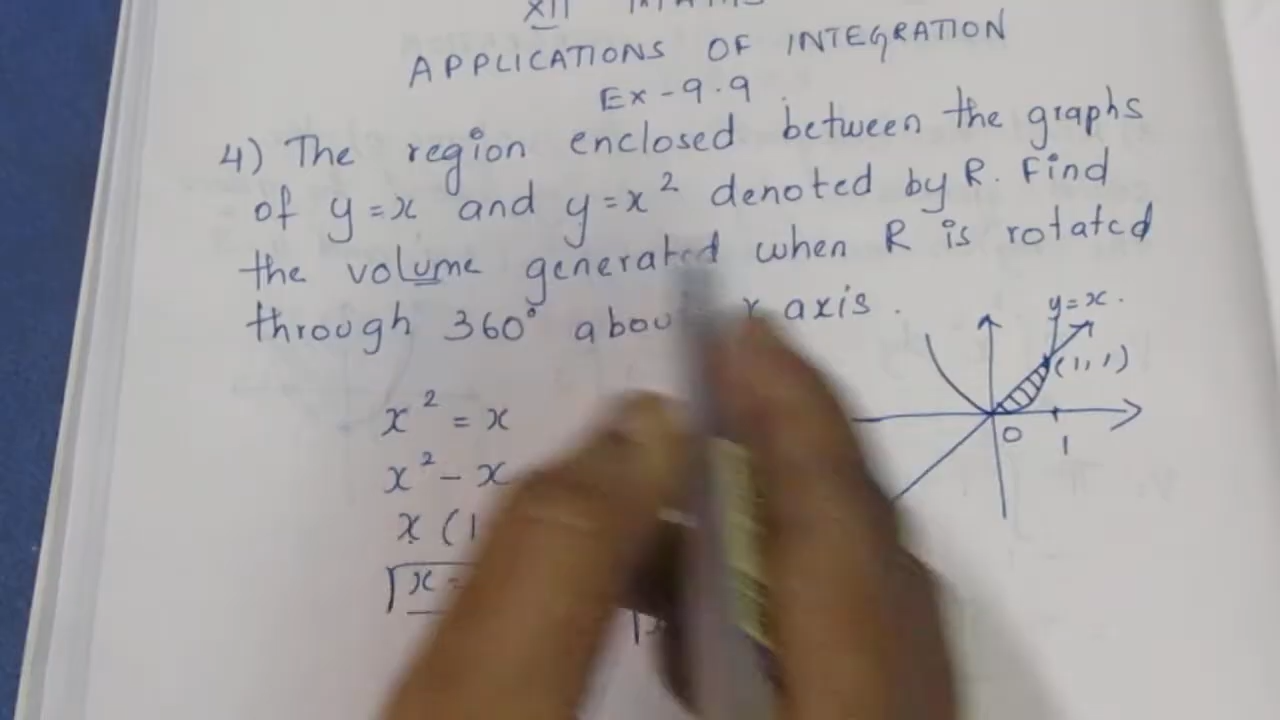 XII MATHS
APPLICATIONS OF INTEGRATION
Ex-9.9
4) The region enclosed between the graphs
of y=x and y=x² denoted by R. Find
the volume generated when R is rotated
through 360° abou x axis.
y=x.
(1,1)
x² = x
0
1
x² - x
x (1
x =